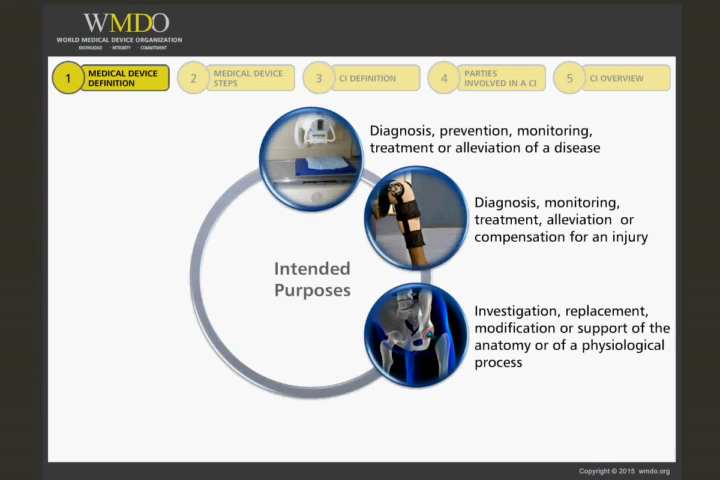 WMDO
WORLD MEDICAL DEVICE ORGANIZATION
KNOWLEDGE · INTEGRITY · COMMITMENT
1 MEDICAL DEVICE
DEFINITION
2 MEDICAL DEVICE
STEPS
3 CI DEFINITION
4 PARTIES
INVOLVED IN A CI
5 CI OVERVIEW
Diagnosis, prevention, monitoring,
treatment or alleviation of a disease
Diagnosis, monitoring,
treatment, alleviation or
compensation for an injury
Intended
Purposes
Investigation, replacement,
modification or support of the
anatomy or of a physiological
process
Copyright © 2015 wmdo.org